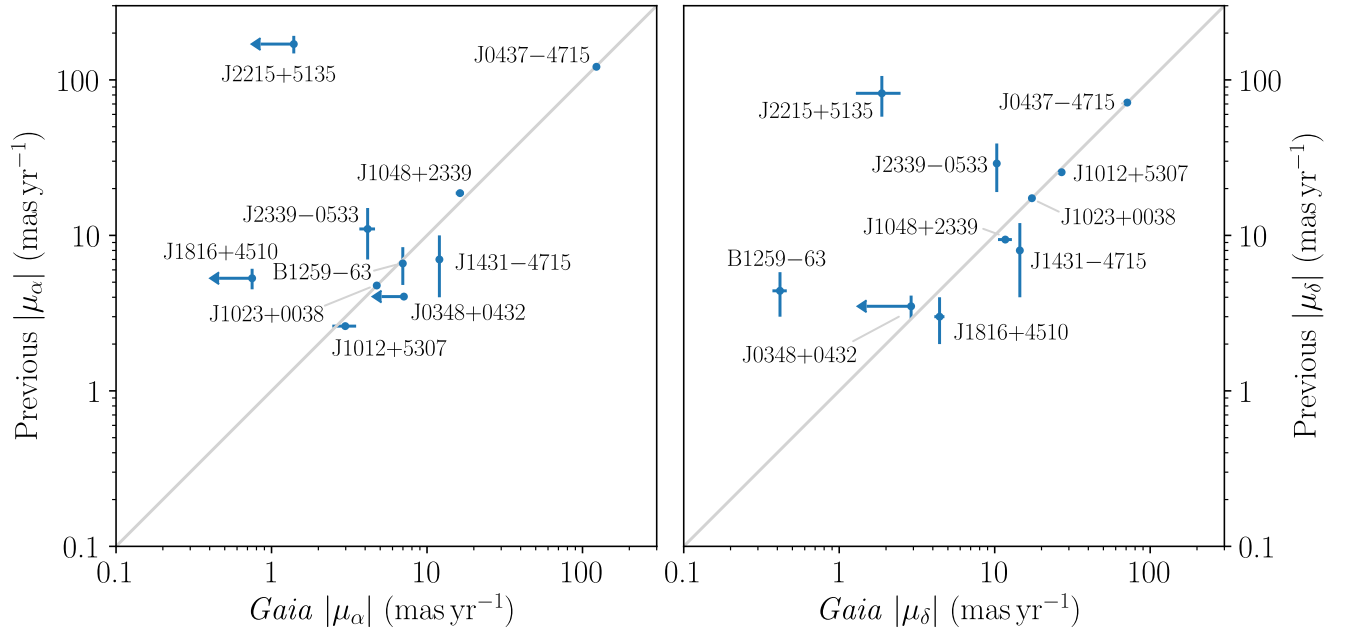 100
10
1
0.1
Previous |μα| (mas yr−1)
J2215+5135
J0437−4715
J1048+2339
J2339−0533
J1816+4510
B1259−63
J1431−4715
J1023+0038
J0348+0432
J1012+5307
0.1 1 10 100
Gaia |μα| (mas yr−1)
J0437−4715
J2215+5135
J2339−0533
J1012+5307
J1023+0038
J1048+2339
B1259−63
J1431−4715
J1816+4510
J0348+0432
0.1 1 10 100
Gaia |μδ| (mas yr−1)
100
10
1
0.1
Previous |μδ| (mas yr−1)